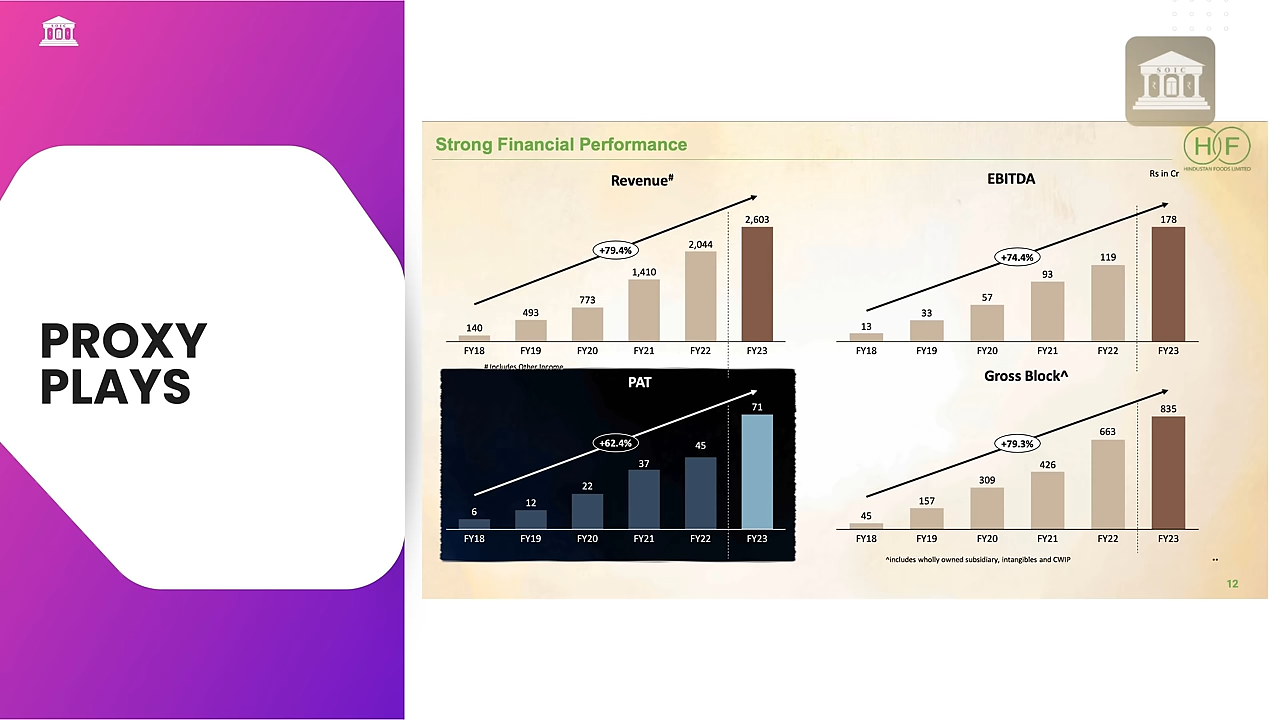 SOIC
PROXY
PLAYS
SOIC
Strong Financial Performance
HF
HINDUSTAN FOODS LIMITED
Rs in Cr
Revenue#
+79.4%
140
493
773
1,410
2,044
2,603
FY18
FY19
FY20
FY21
FY22
FY23
# Includes Other Income
EBITDA
+74.4%
13
33
57
93
119
178
FY18
FY19
FY20
FY21
FY22
FY23
PAT
+62.4%
6
12
22
37
45
71
FY18
FY19
FY20
FY21
FY22
FY23
Gross Block^
+79.3%
45
157
309
426
663
835
FY18
FY19
FY20
FY21
FY22
FY23
^includes wholly owned subsidiary, intangibles and CWIP
12